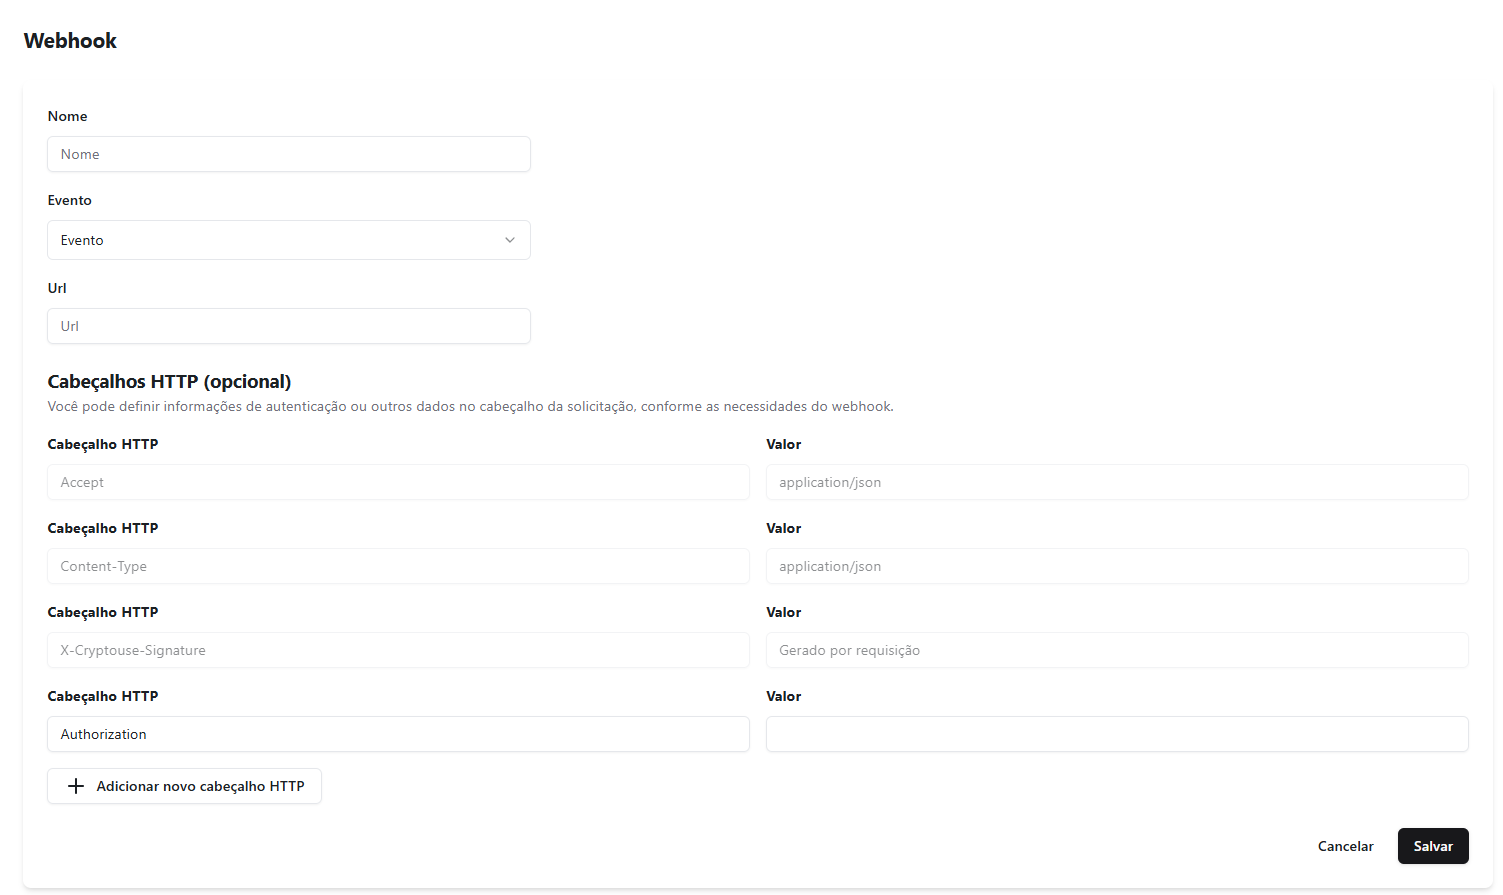 Webhook
Nome
Nome
Evento
Evento
Url
Url
Cabeçalhos HTTP (opcional)
Você pode definir informações de autenticação ou outros dados no cabeçalho da solicitação, conforme as necessidades do webhook.
Cabeçalho HTTP Valor
Accept application/json
Cabeçalho HTTP Valor
Content-Type application/json
Cabeçalho HTTP Valor
X-Cryptouse-Signature Gerado por requisição
Cabeçalho HTTP Valor
Authorization
Adicionar novo cabeçalho HTTP
Cancelar Salvar